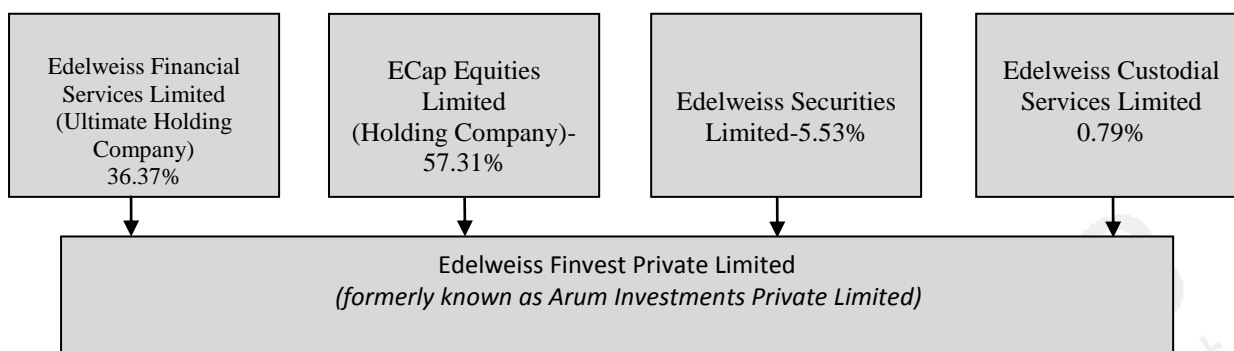 Edelweiss Financial
Services Limited
(Ultimate Holding
Company)
36.37%
ECap Equities
Limited
(Holding Company)-
57.31%
Edelweiss Securities
Limited-5.53%
Edelweiss Custodial
Services Limited
0.79%
Edelweiss Finvest Private Limited
(formerly known as Arum Investments Private Limited)